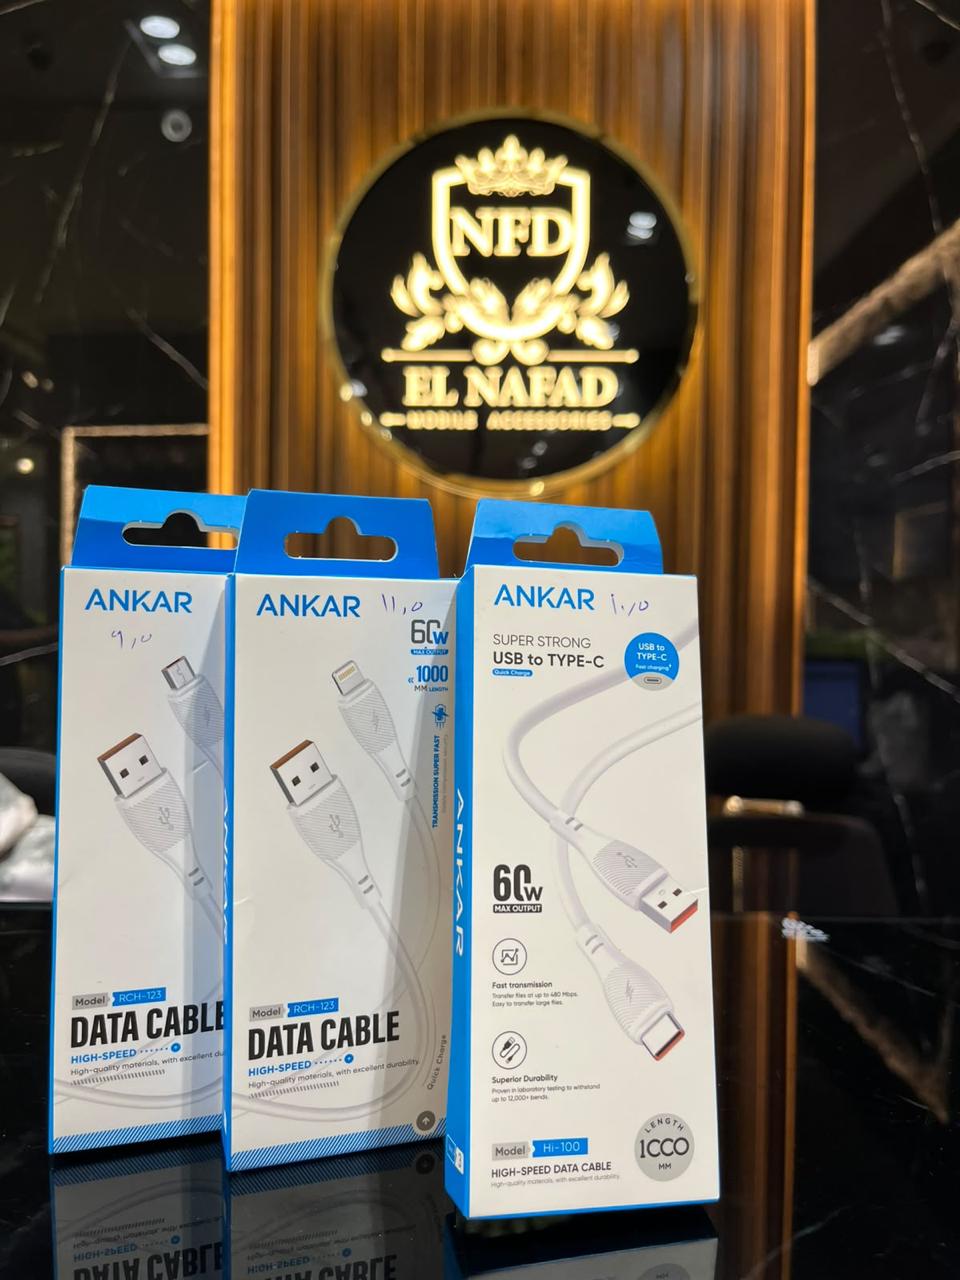 NFD
EL NAFAD
MOBILE ACCESSORIES
ANKAR
٩,٥
Model RCH-123
DATA CABLE
HIGH-SPEED
High-quality materials, with excellent du
ANKAR
١١,٥
60w
MAX OUTPUT
1000
MM LENGTH
TRANSMISSION SUPER FAST
Model RCH-123
DATA CABLE
HIGH-SPEED
High-quality materials, with excellent durability
Quick Charge
ANKAR
ANKAR
١٠,٥
SUPER STRONG
USB to TYPE-C
Quick Charge
USB to
TYPE-C
Fast charging
60w
MAX OUTPUT
Fast transmission
Transfer files at up to 480 Mbps.
Easy to transfer large files.
Superior Durability
Proven in laboratory testing to withstand
up to 12,000+ bends.
Model Hi-100
HIGH-SPEED DATA CABLE
High-quality materials, with excellent durability.
LENGTH
1000
MM